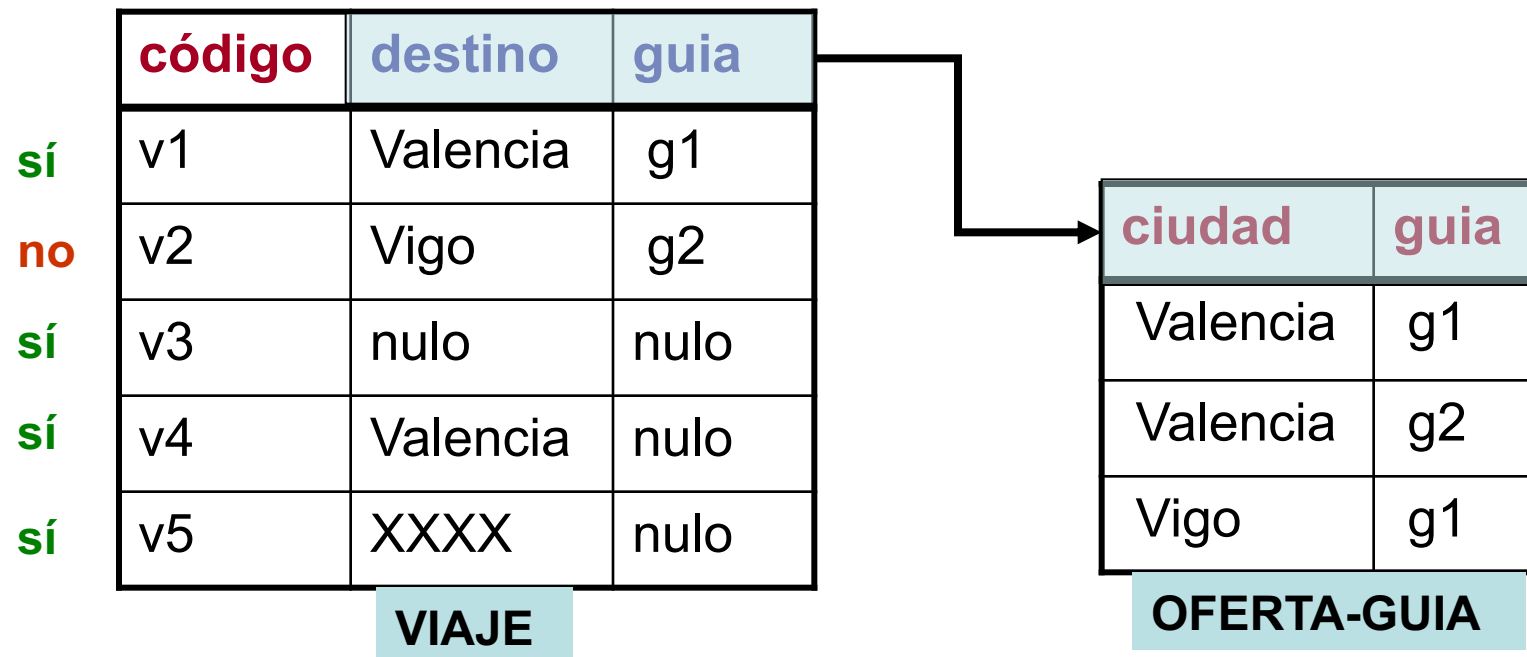 código destino guia
sí v1 Valencia g1
no v2 Vigo g2
sí v3 nulo nulo
sí v4 Valencia nulo
sí v5 XXXX nulo
VIAJE
ciudad guia
Valencia g1
Valencia g2
Vigo g1
OFERTA-GUIA